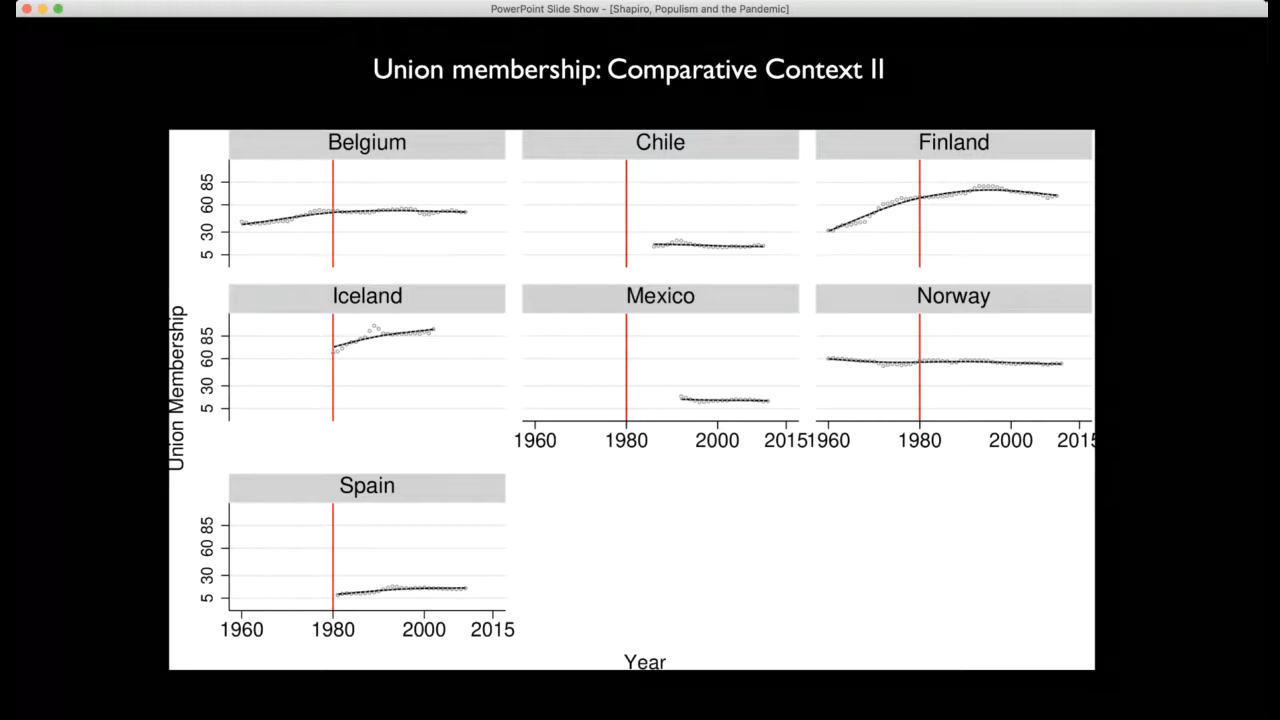 PowerPoint Slide Show - [Shapiro, Populism and the Pandemic]
Union membership: Comparative Context II
Belgium
Chile
Finland
85
60
30
5
Iceland
Mexico
Norway
85
60
30
5
1960 1980 2000 2015
1960 1980 2000 2015
Union Membership
Spain
85
60
30
5
1960 1980 2000 2015
Year